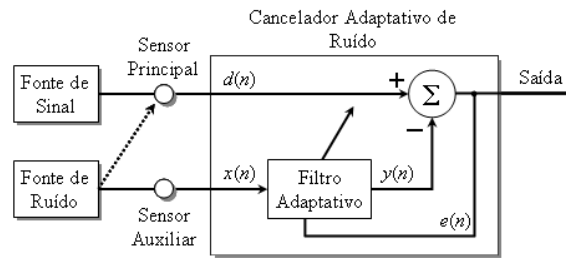 Cancelador Adaptativo de
Ruído
Sensor
Principal
Fonte de
Sinal
d(n)
+
Σ
Saída
−
Fonte de
Ruído
x(n)
Filtro
Adaptativo
y(n)
Sensor
Auxiliar
e(n)